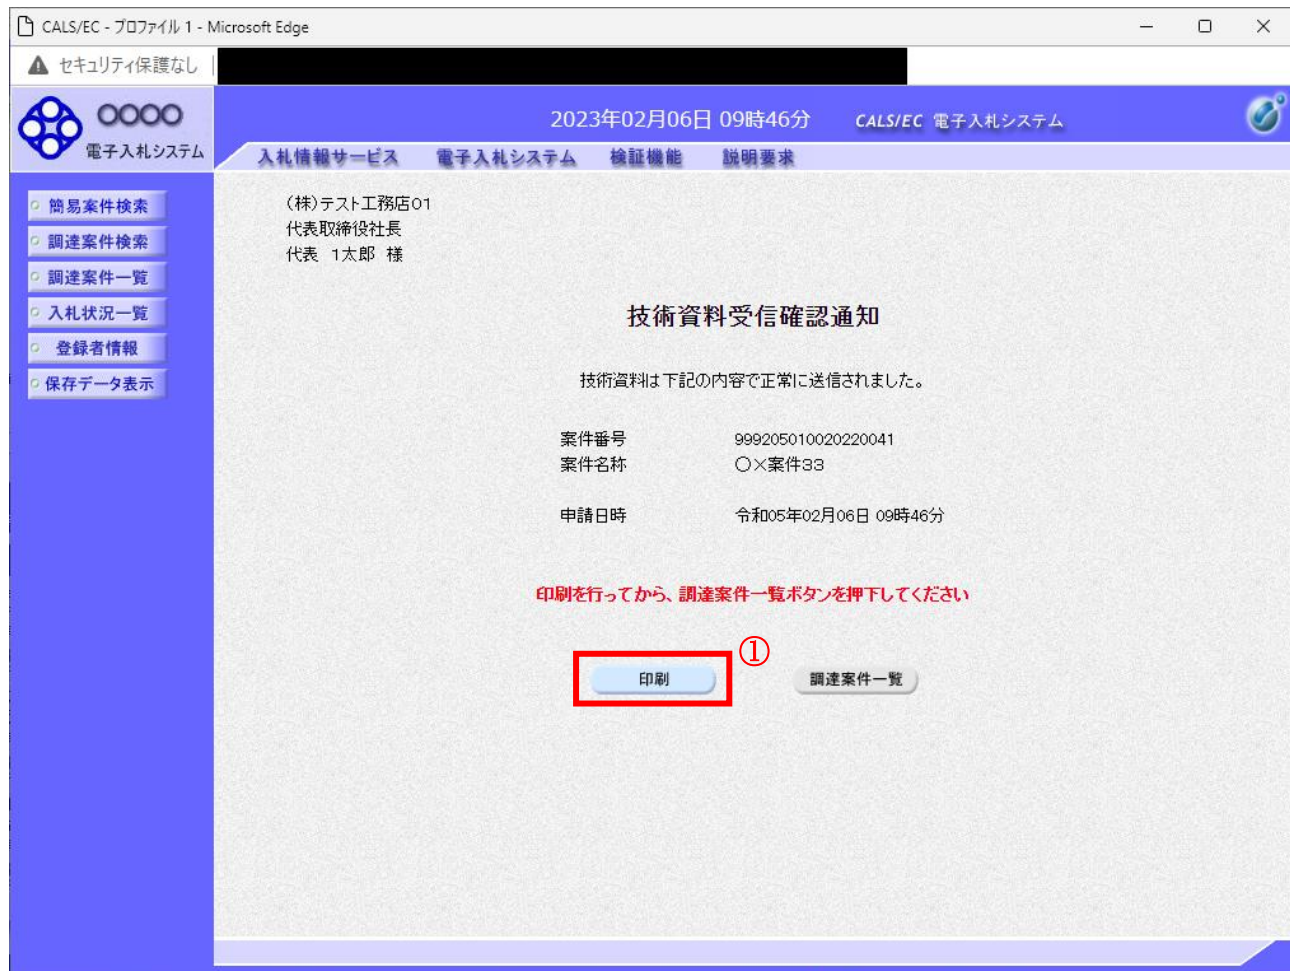 CALS/EC - プロファイル 1 - Microsoft Edge
セキュリティ保護なし
〇〇〇〇
電子入札システム
2023年02月06日 09時46分 CALS/EC 電子入札システム
入札情報サービス 電子入札システム 検証機能 説明要求
簡易案件検索
調達案件検索
調達案件一覧
入札状況一覧
登録者情報
保存データ表示
(株)テスト工務店01
代表取締役社長
代表 1太郎 様
技術資料受信確認通知
技術資料は下記の内容で正常に送信されました。
案件番号 999205010020220041
案件名称 〇×案件33
申請日時 令和05年02月06日 09時46分
印刷を行ってから、調達案件一覧ボタンを押下してください
①
印刷 調達案件一覧